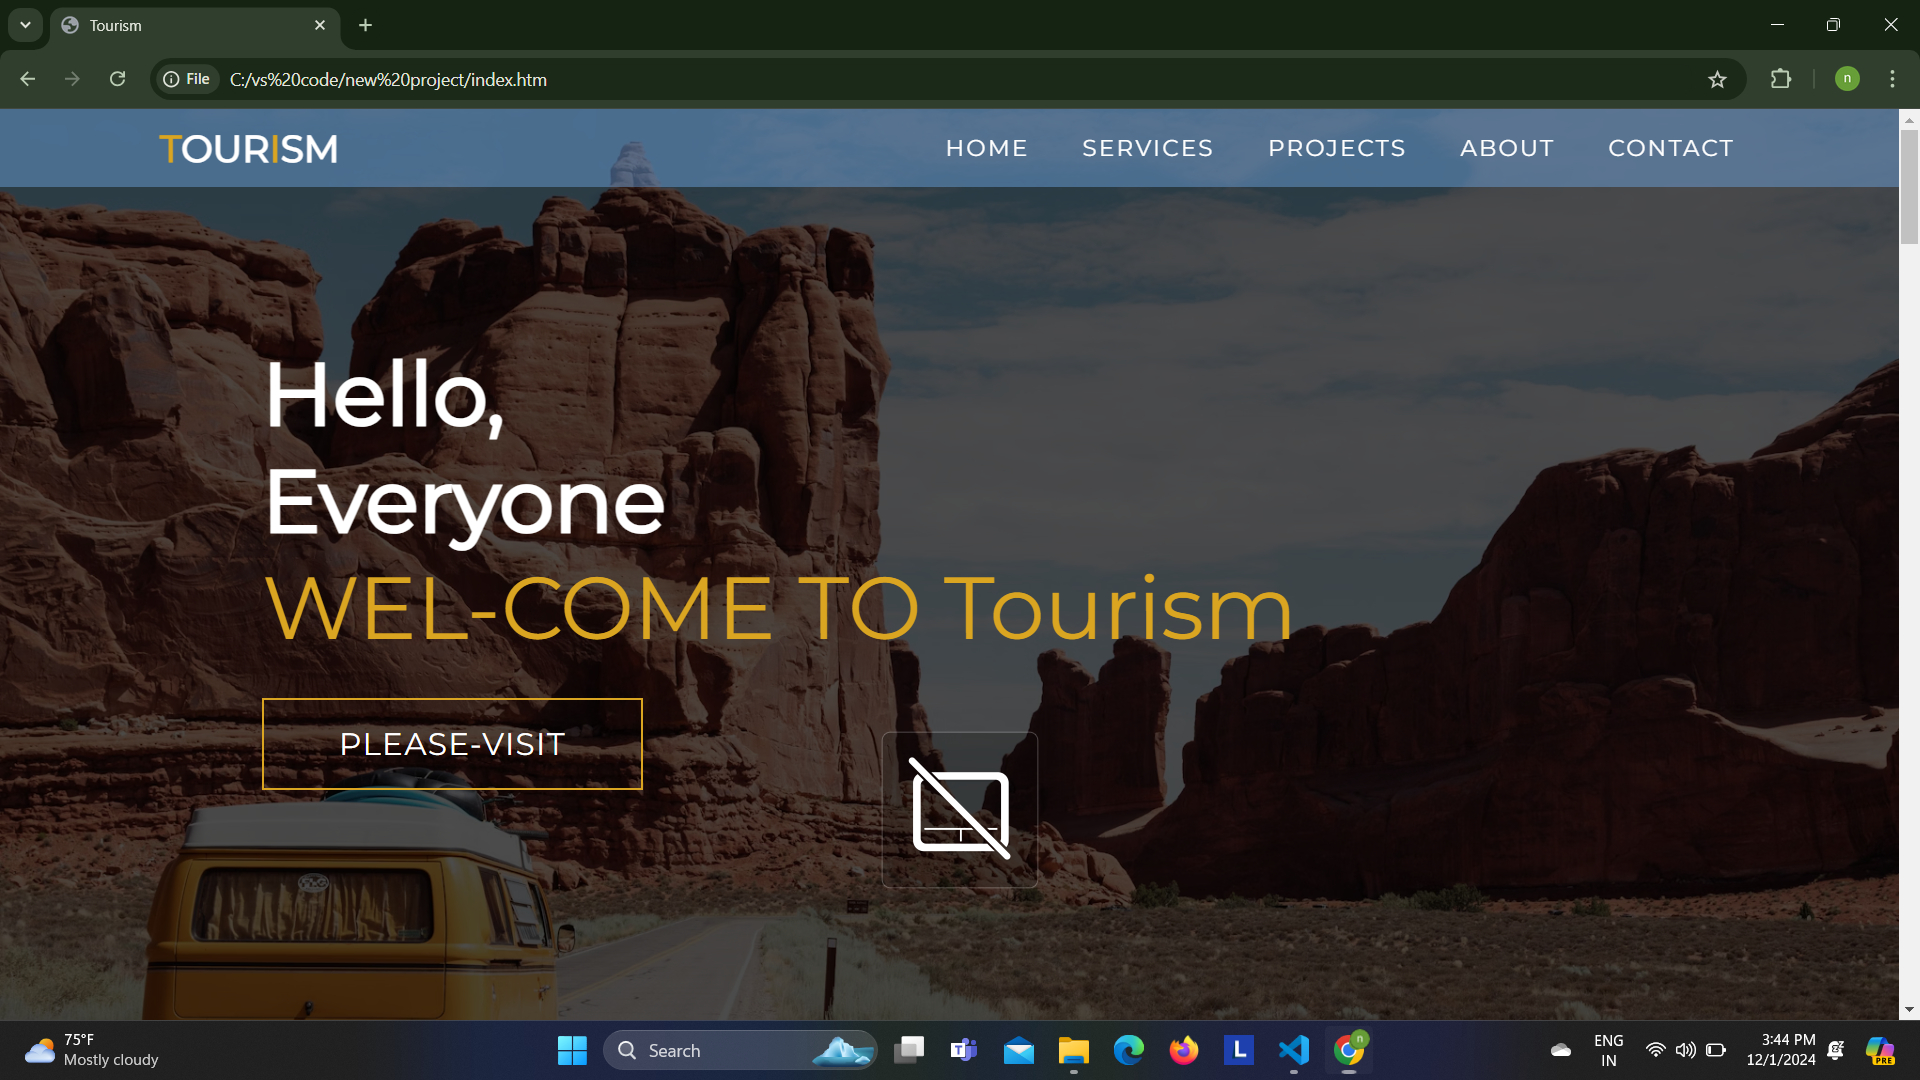 Tourism
File
C:/vs%20code/new%20project/index.htm
n
TOURISM
HOME
SERVICES
PROJECTS
ABOUT
CONTACT
Hello,
Everyone
WEL-COME TO Tourism
PLEASE-VISIT
75°F
Mostly cloudy
Search
T
L
n
ENG
IN
3:44 PM
12/1/2024
PRE